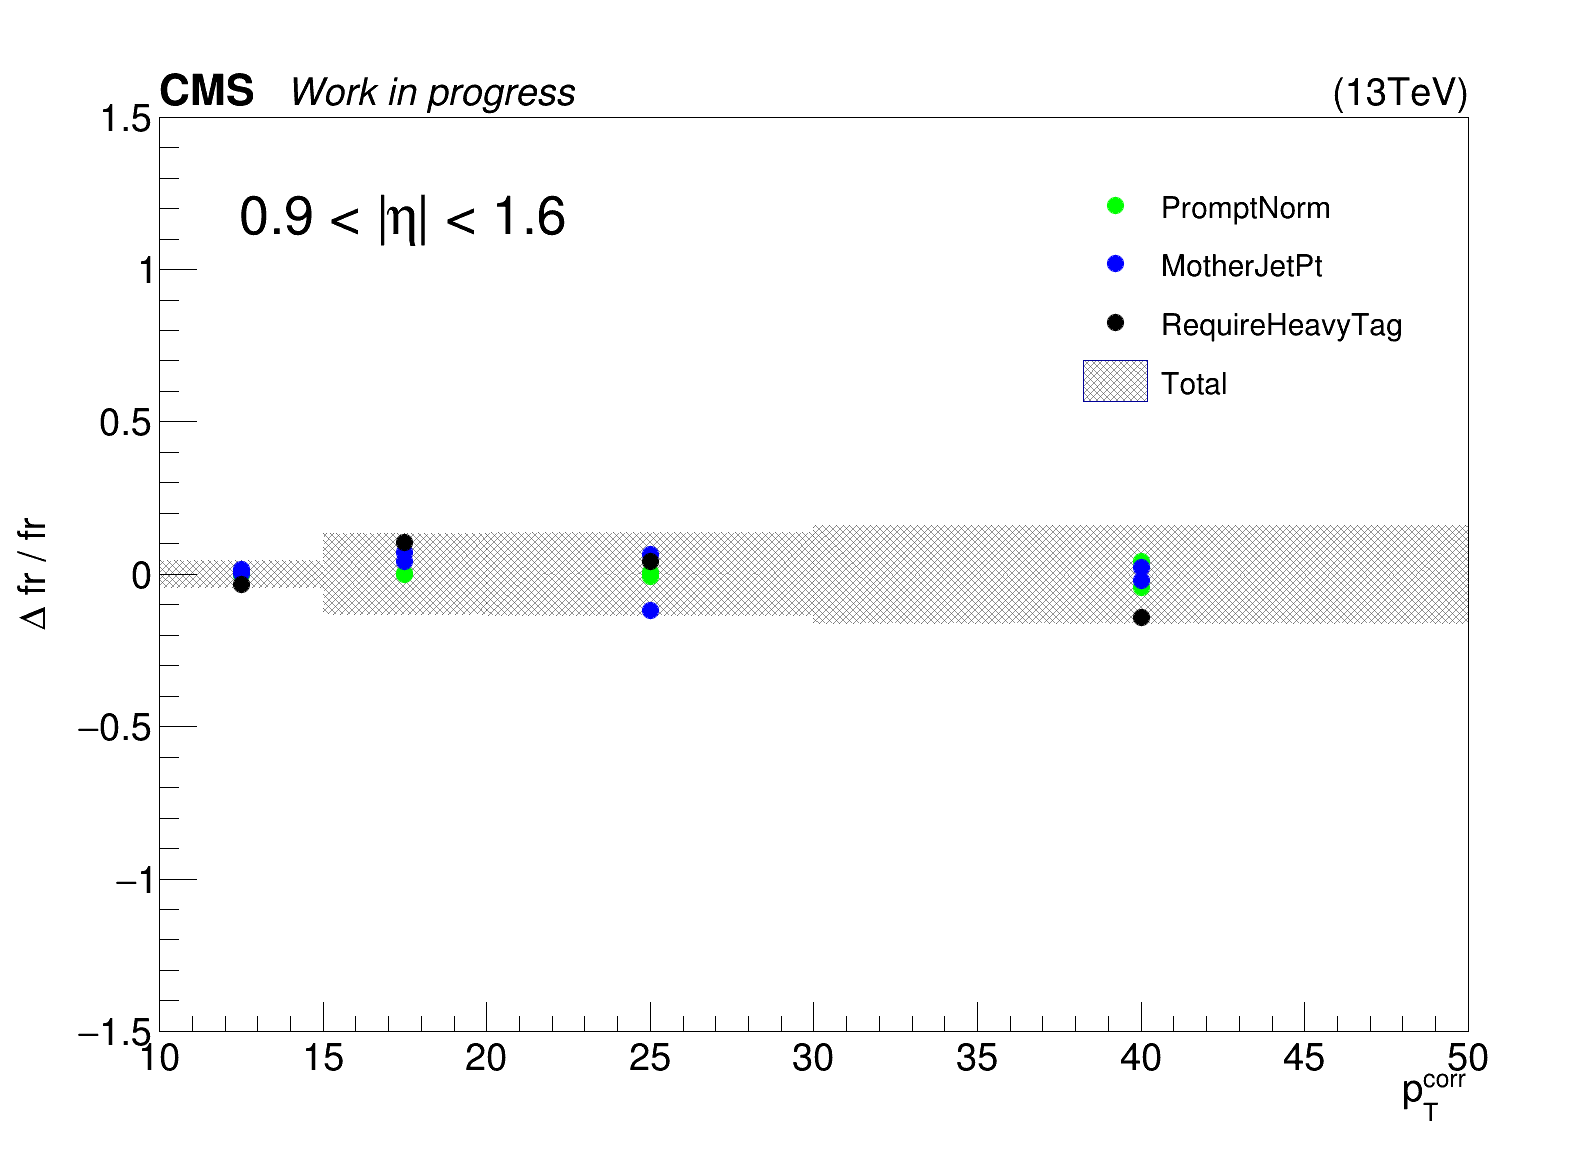 CMS Work in progress (13TeV)
0.9 < |η| < 1.6
PromptNorm
MotherJetPt
RequireHeavyTag
Total
Δ fr / fr
1.5
1
0.5
0
−0.5
−1
−1.5
10 15 20 25 30 35 40 45 50
p_T^corr